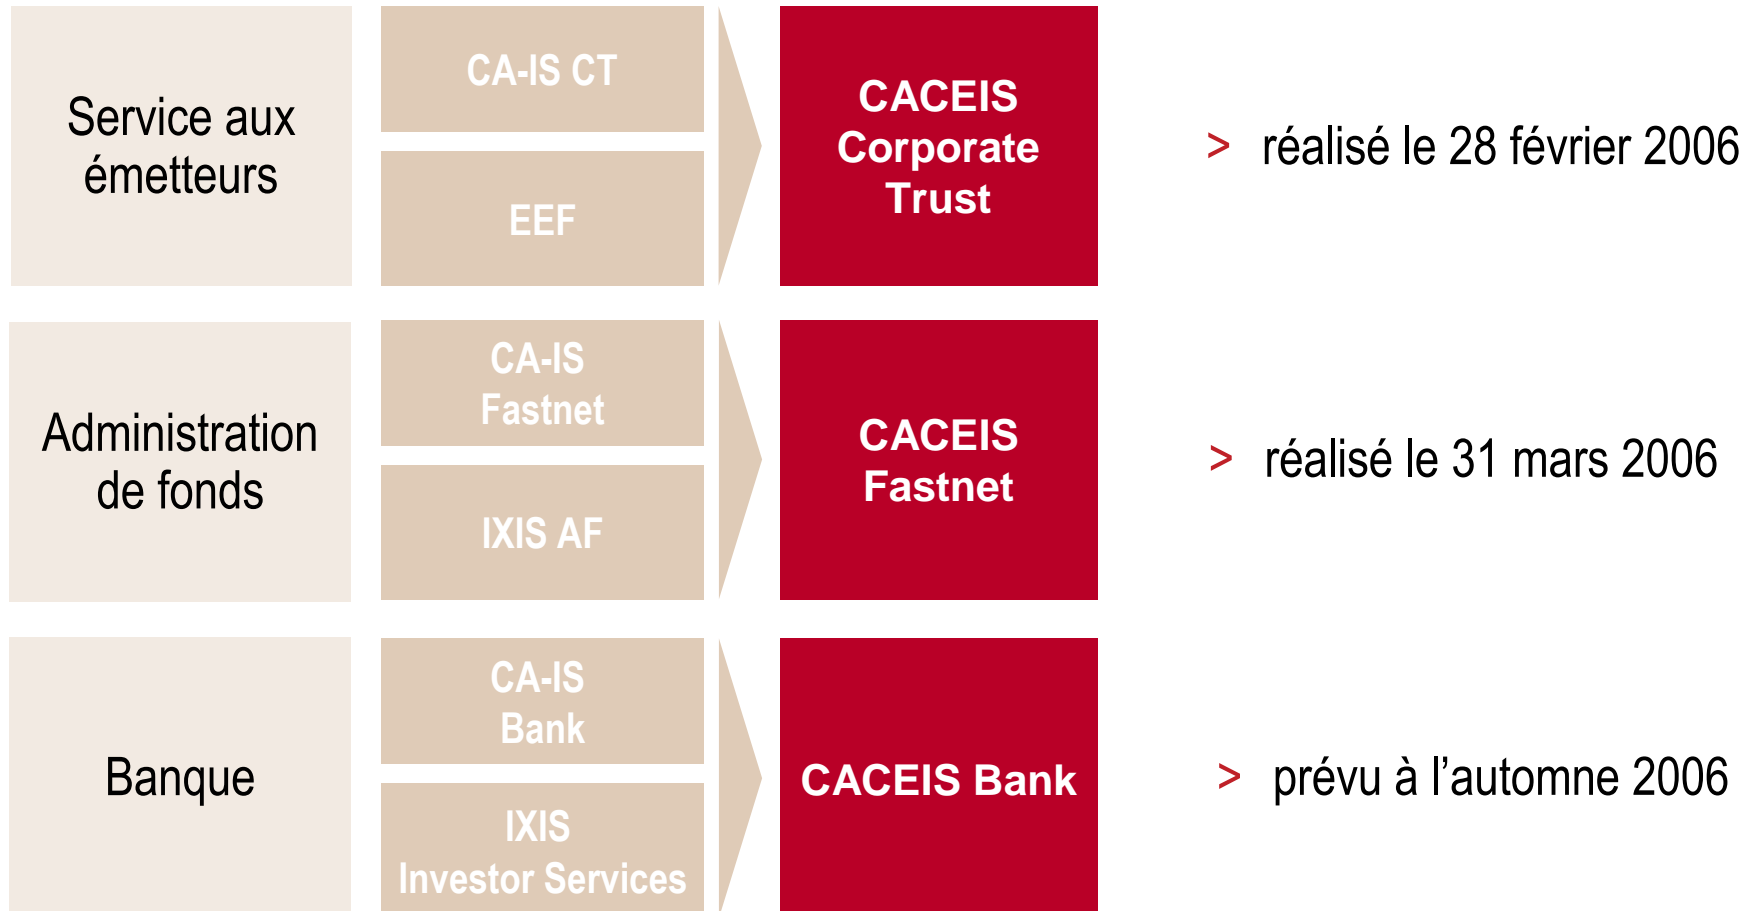 Service aux
émetteurs
CA-IS CT
EEF
CACEIS
Corporate
Trust
> réalisé le 28 février 2006
Administration
de fonds
CA-IS
Fastnet
IXIS AF
CACEIS
Fastnet
> réalisé le 31 mars 2006
Banque
CA-IS
Bank
IXIS
Investor Services
CACEIS Bank
> prévu à l’automne 2006